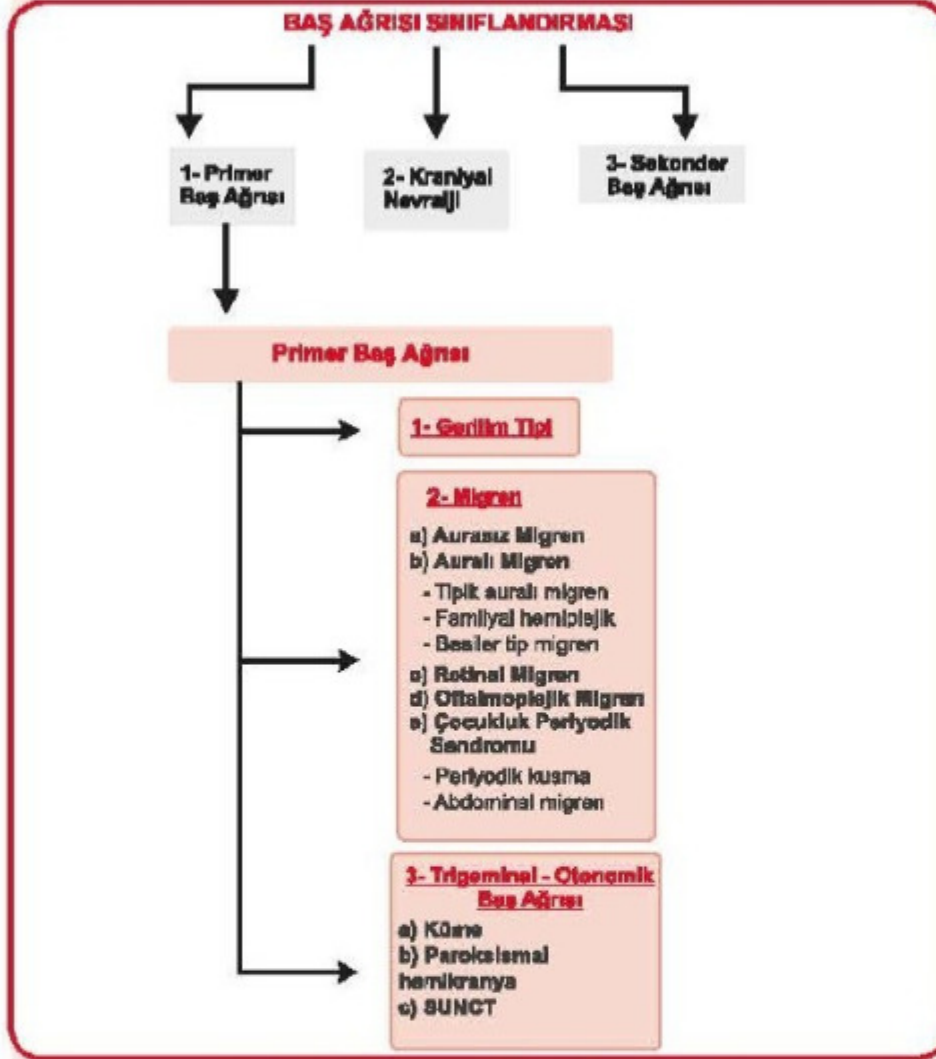 BAŞ AĞRISI SINIFLANDIRMASI
1- Primer
Baş Ağrısı
2- Kraniyal
Nevralji
3- Sekonder
Baş Ağrısı
Primer Baş Ağrısı
1- Gerilim Tipi
2- Migren
a) Aurasız Migren
b) Auralı Migren
- Tipik auralı migren
- Familyal hemiplejik
- Basiler tip migren
c) Retinal Migren
d) Oftalmoplejik Migren
e) Çocukluk Periyodik
Sendromu
- Periyodik kusma
- Abdominal migren
3- Trigeminal - Otonomik
Baş Ağrısı
a) Küme
b) Paroksismal
hemikranya
c) SUNCT